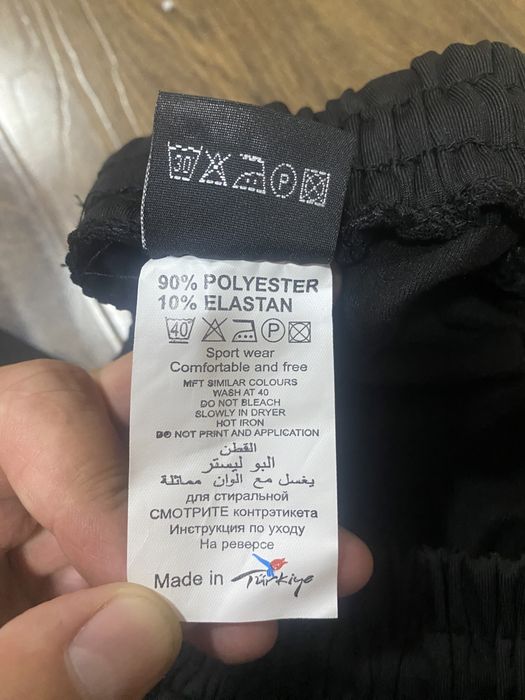 30
P
90% POLYESTER
10% ELASTAN
40
P
Sport wear
Comfortable and free
MFT SIMILAR COLOURS
WASH AT 40
DO NOT BLEACH
SLOWLY IN DRYER
HOT IRON
DO NOT PRINT AND APPLICATION
القطن
البو ليستر
يغسل مع الوان مماثلة
для стиральной
СМОТРИТЕ контрэтикета
Инструкция по уходу
На реверсе
Made in Türkiye